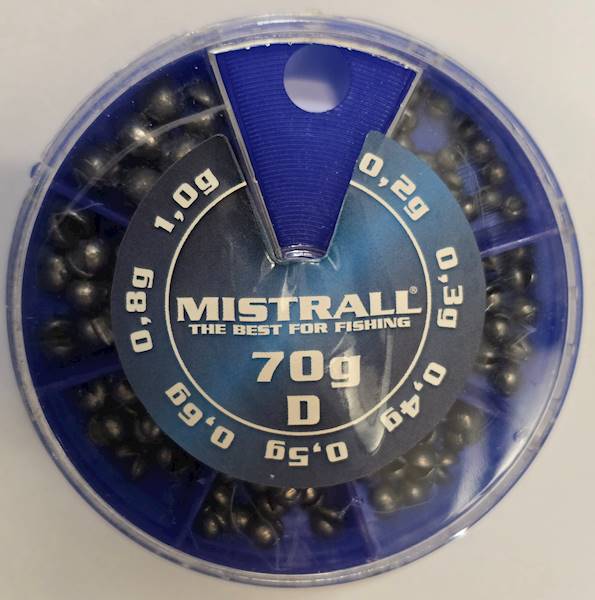 MISTRALL®
THE BEST FOR FISHING
70g
D
0,2g
0,3g
0,4g
0,5g
0,6g
0,8g
1,0g